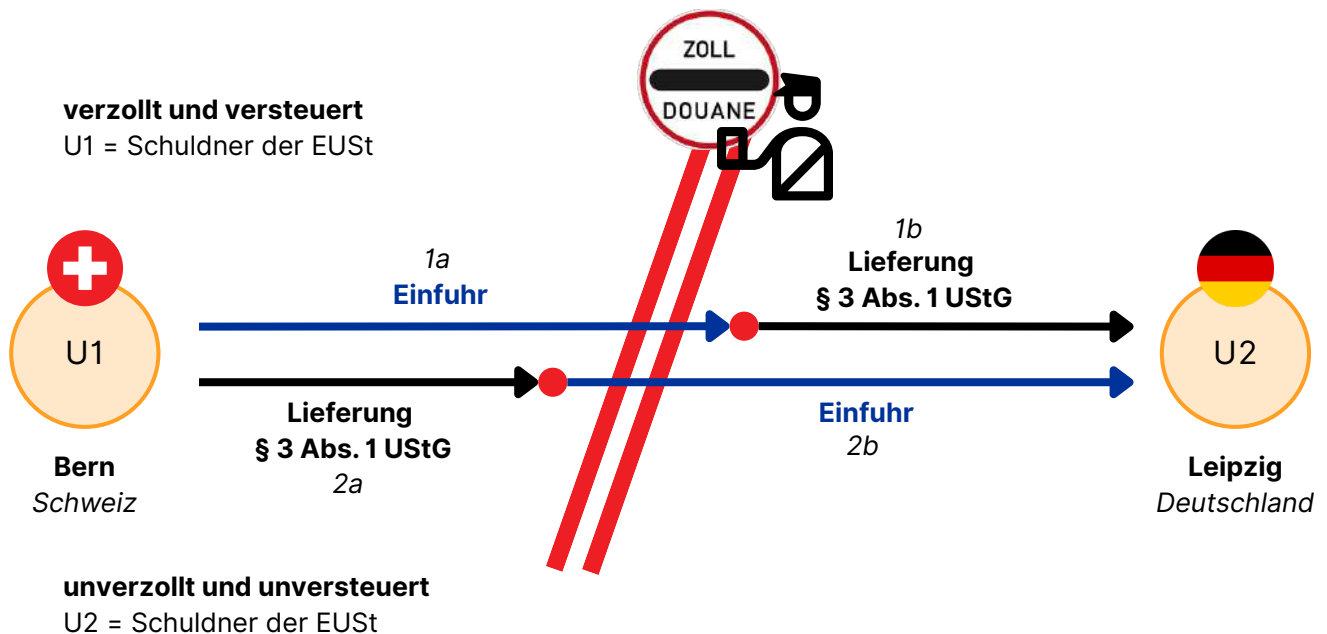 ZOLL
DOUANE
verzollt und versteuert
U1 = Schuldner der EUSt
1a
Einfuhr
1b
Lieferung
§ 3 Abs. 1 UStG
U1
U2
Lieferung
§ 3 Abs. 1 UStG
2a
Einfuhr
2b
Bern
Schweiz
Leipzig
Deutschland
unverzollt und unversteuert
U2 = Schuldner der EUSt